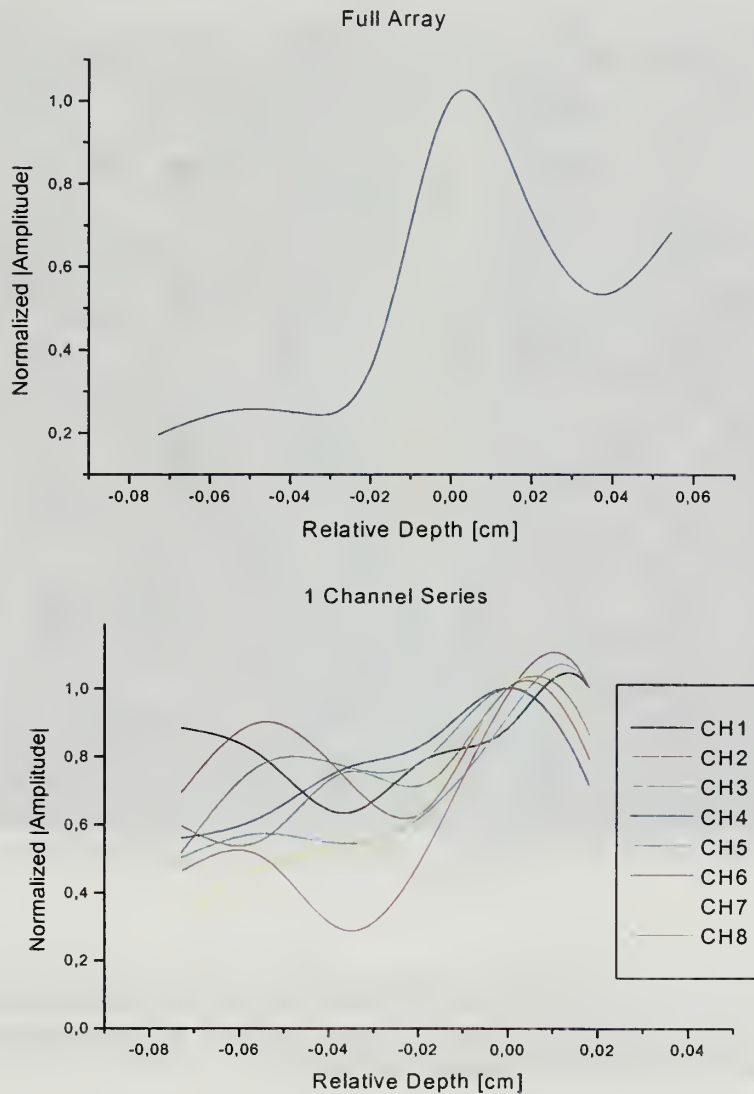 Full Array
Normalized |Amplitude|
1,0
0,8
0,6
0,4
0,2
-0,08 -0,06 -0,04 -0,02 0,00 0,02 0,04 0,06
Relative Depth [cm]
1 Channel Series
Normalized |Amplitude|
1,0
0,8
0,6
0,4
0,2
0,0
CH1
CH2
CH3
CH4
CH5
CH6
CH7
CH8
-0,08 -0,06 -0,04 -0,02 0,00 0,02 0,04
Relative Depth [cm]